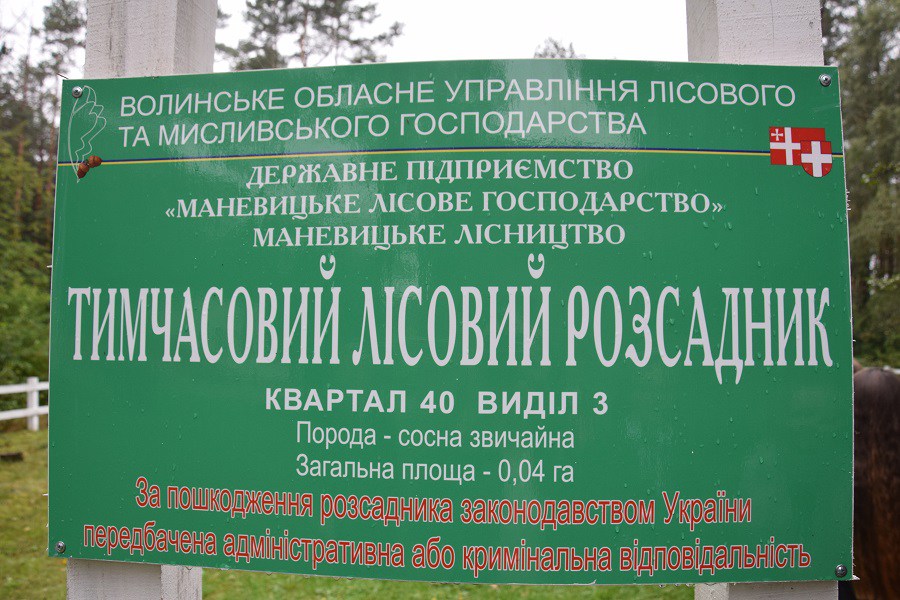 ВОЛИНСЬКЕ ОБЛАСНЕ УПРАВЛІННЯ ЛІСОВОГО
ТА МИСЛИВСЬКОГО ГОСПОДАРСТВА
ДЕРЖАВНЕ ПІДПРИЄМСТВО
«МАНЕВИЦЬКЕ ЛІСОВЕ ГОСПОДАРСТВО»
МАНЕВИЦЬКЕ ЛІСНИЦТВО
ТИМЧАСОВИЙ ЛІСОВИЙ РОЗСАДНИК
КВАРТАЛ 40 ВИДІЛ 3
Порода - сосна звичайна
Загальна площа - 0,04 га
За пошкодження розсадника законодавством України
передбачена адміністративна або кримінальна відповідальність